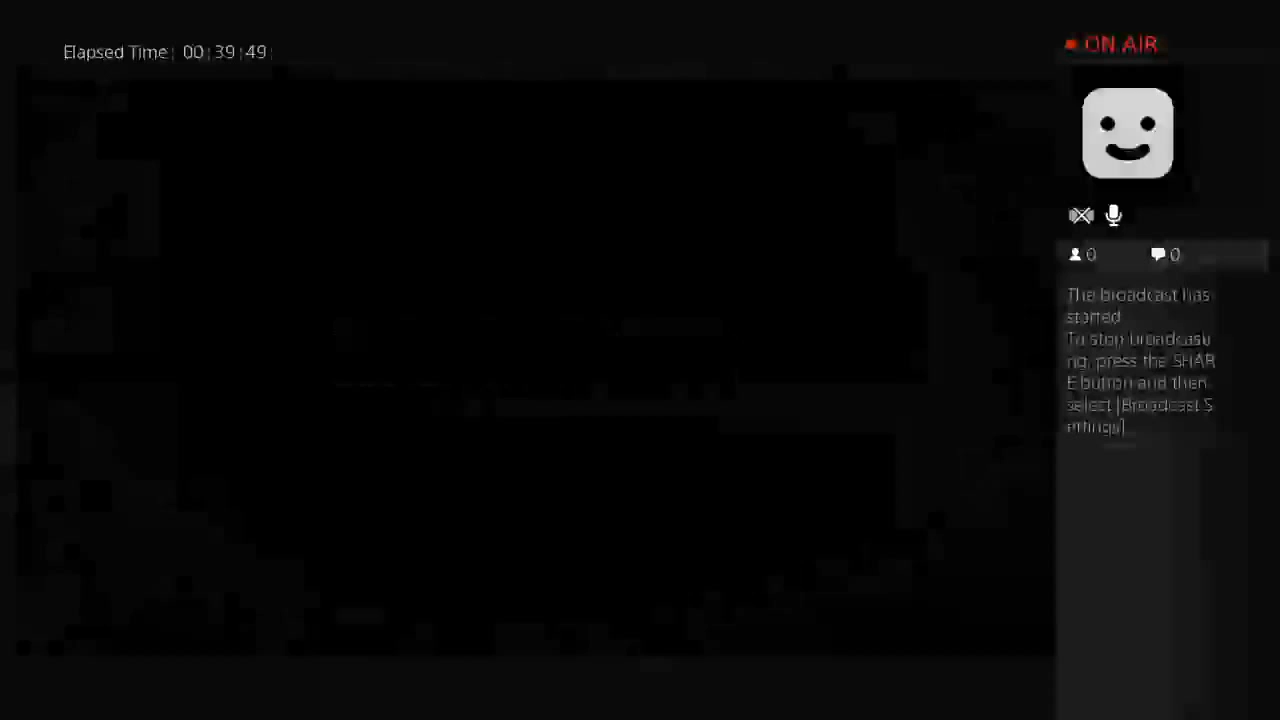 Elapsed Time: 00:39:49
ON AIR
0 0
The broadcast has
started
To stop broadcasti
ng, press the SHAR
E button and then
select [Broadcast S
ettings]